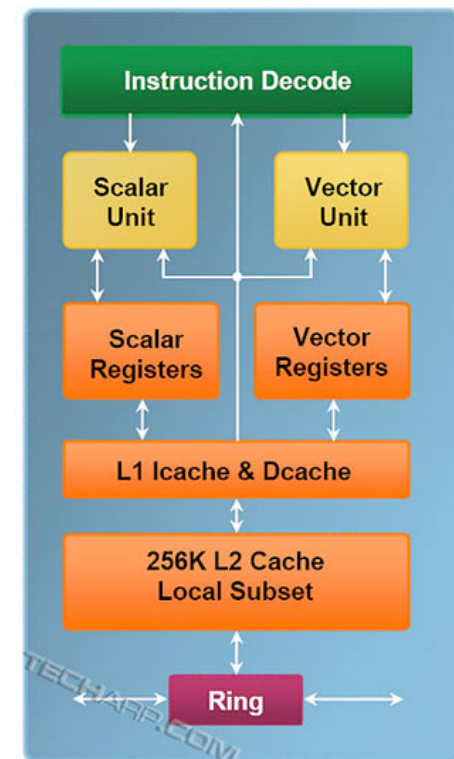 Instruction Decode
Scalar
Unit
Vector
Unit
Scalar
Registers
Vector
Registers
L1 Icache & Dcache
256K L2 Cache
Local Subset
Ring
TECHARP.COM